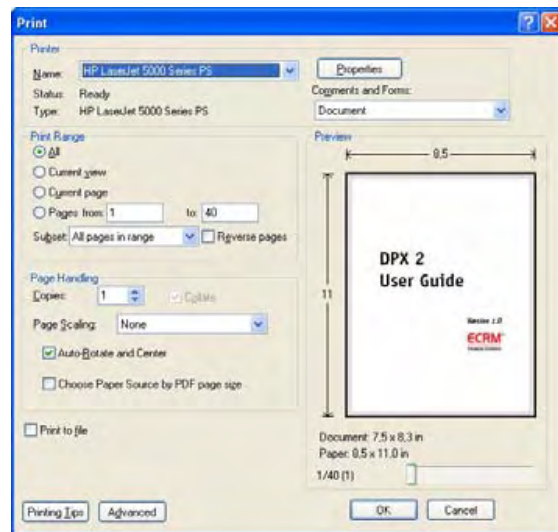 Print
Printer
Name: HP LaserJet 5000 Series PS
Properties
Status: Ready
Comments and Forms:
Type: HP LaserJet 5000 Series PS
Document
Print Range
All
Current view
Current page
Pages from: 1 to: 40
Subset: All pages in range
Reverse pages
Page Handling
Copies: 1
Collate
Page Scaling: None
Auto-Rotate and Center
Choose Paper Source by PDF page size
Print to file
Preview
8.5
11
DPX 2
User Guide
Version 1.0
ECRM
Document: 7.5 x 8.3 in
Paper: 8.5 x 11.0 in
1/40 (1)
Printing Tips
Advanced
OK
Cancel